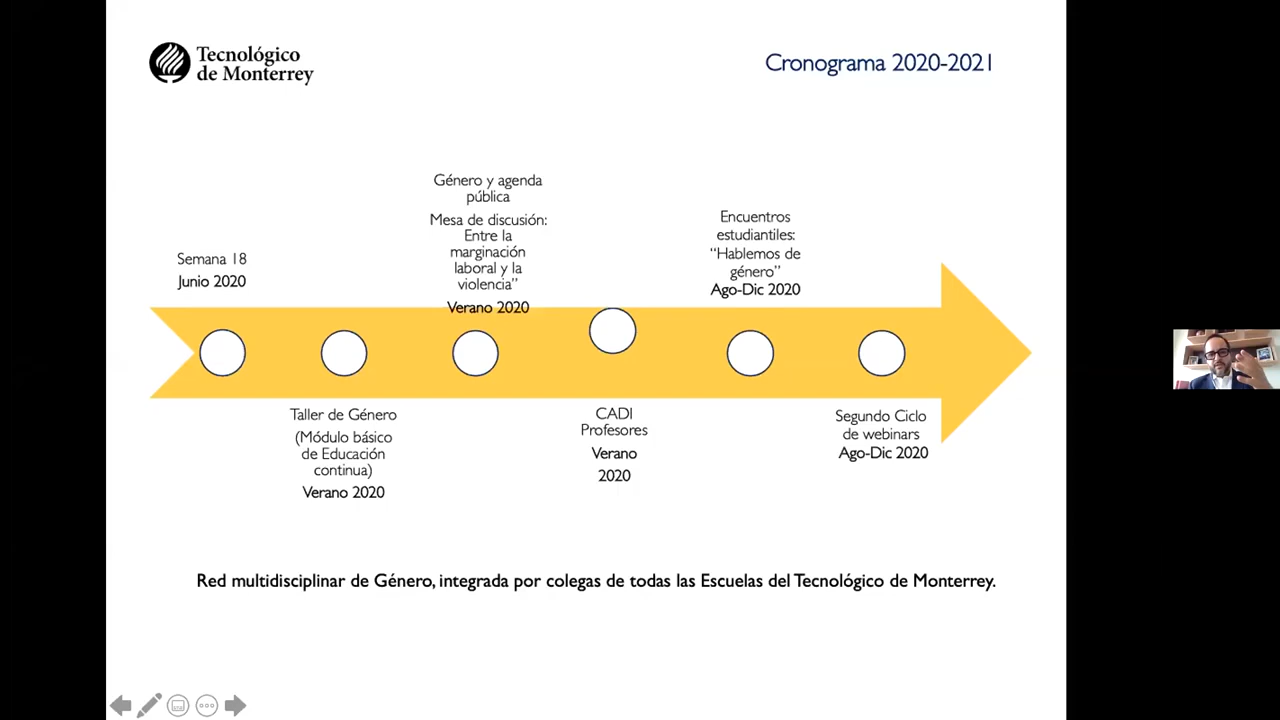 Tecnológico
de Monterrey
Cronograma 2020-2021
Semana 18
Junio 2020
Taller de Género
(Módulo básico
de Educación
continua)
Verano 2020
Género y agenda
pública
Mesa de discusión:
Entre la
marginación
laboral y la
violencia”
Verano 2020
CADI
Profesores
Verano
2020
Encuentros
estudiantiles:
“Hablemos de
género”
Ago-Dic 2020
Segundo Ciclo
de webinars
Ago-Dic 2020
Red multidisciplinar de Género, integrada por colegas de todas las Escuelas del Tecnológico de Monterrey.